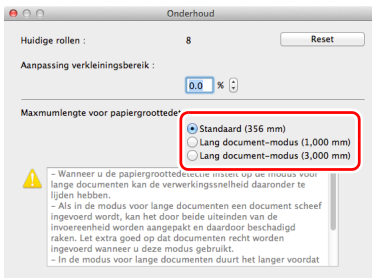 Onderhoud
Huidige rollen : 8 Reset
Aanpassing verkleiningsbereik :
0.0 %
Maxmumlengte voor papiergroottedete
Standaard (356 mm)
Lang document-modus (1,000 mm)
Lang document-modus (3,000 mm)
- Wanneer u de papiergroottedetectie instelt op de modus voor
lange documenten kan de verwerkingssnelheid daaronder te
lijden hebben.
- Als in de modus voor lange documenten een document scheef
ingevoerd wordt, kan het door beide uiteinden van de
invoereenheid worden aangepakt en daardoor beschadigd
raken. Let extra goed op dat documenten recht worden
ingevoerd wanneer u deze modus gebruikt.
- In de modus voor lange documenten duurt het langer voordat